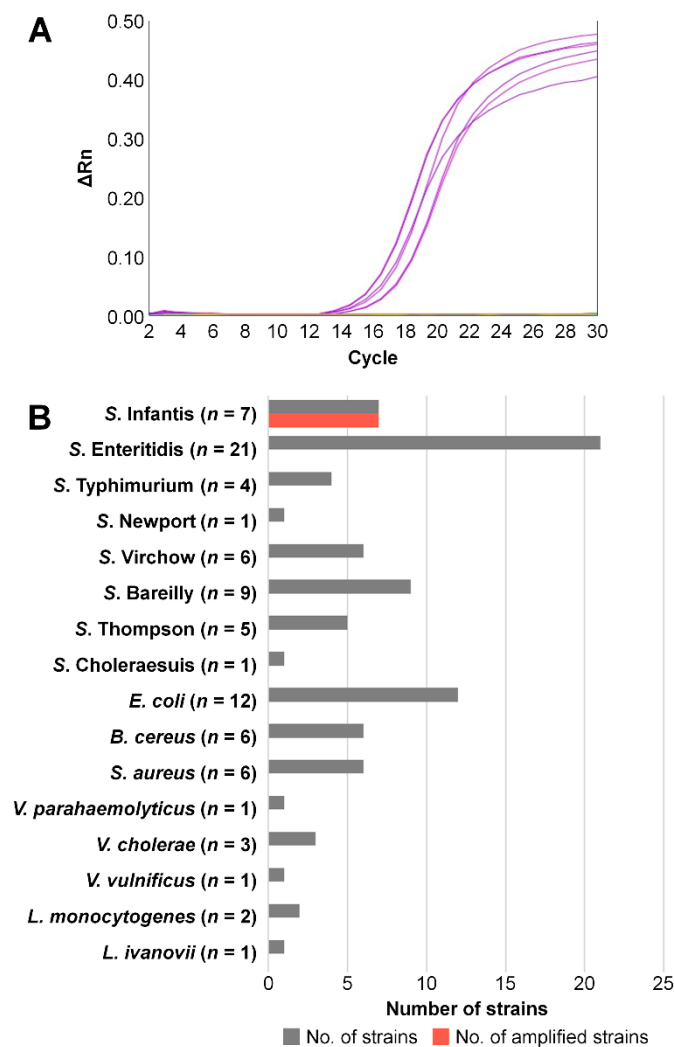 A
0.50
0.40
0.30
0.20
0.10
0.00
ΔRn
2 4 6 8 10 12 14 16 18 20 22 24 26 28 30
Cycle
B
S. Infantis (n = 7)
S. Enteritidis (n = 21)
S. Typhimurium (n = 4)
S. Newport (n = 1)
S. Virchow (n = 6)
S. Bareilly (n = 9)
S. Thompson (n = 5)
S. Choleraesuis (n = 1)
E. coli (n = 12)
B. cereus (n = 6)
S. aureus (n = 6)
V. parahaemolyticus (n = 1)
V. cholerae (n = 3)
V. vulnificus (n = 1)
L. monocytogenes (n = 2)
L. ivanovii (n = 1)
0 5 10 15 20 25
Number of strains
No. of strains No. of amplified strains